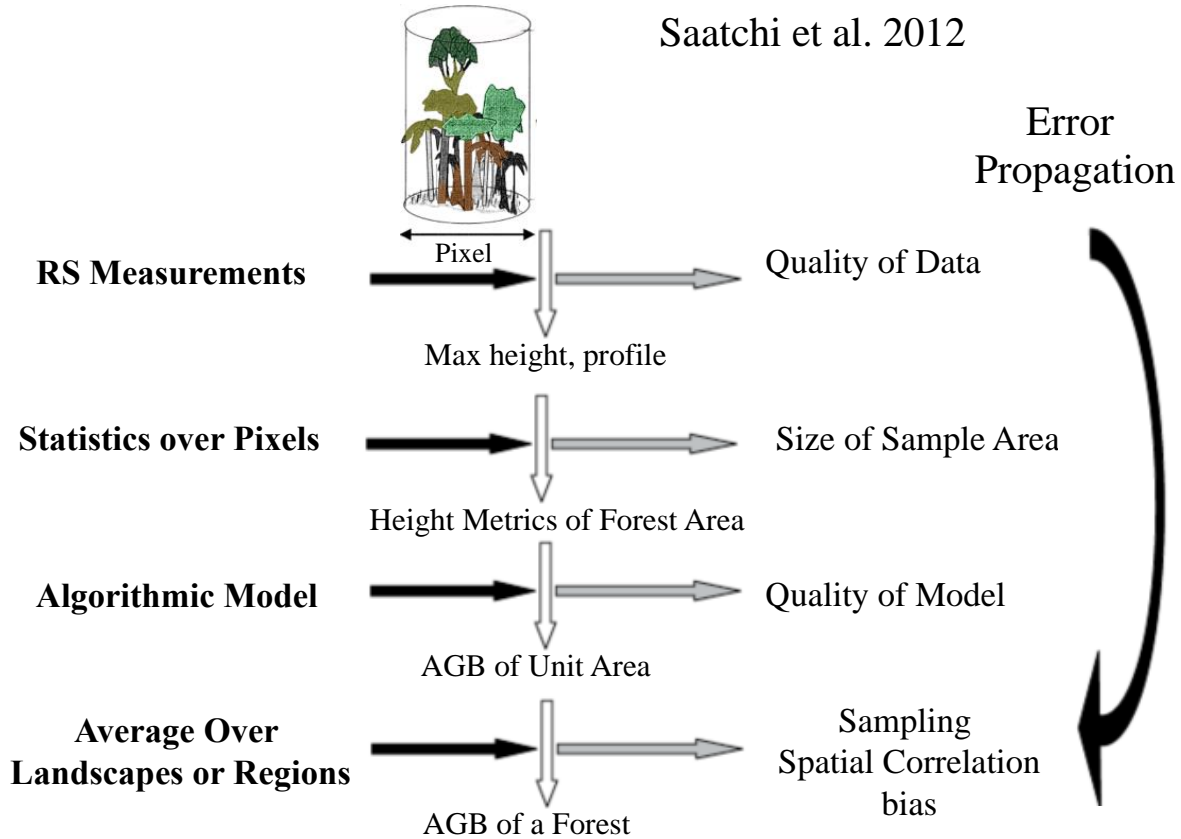 Saatchi et al. 2012
Error
Propagation
Pixel
RS Measurements
Quality of Data
Max height, profile
Statistics over Pixels
Size of Sample Area
Height Metrics of Forest Area
Algorithmic Model
Quality of Model
AGB of Unit Area
Average Over
Landscapes or Regions
Sampling
Spatial Correlation
bias
AGB of a Forest